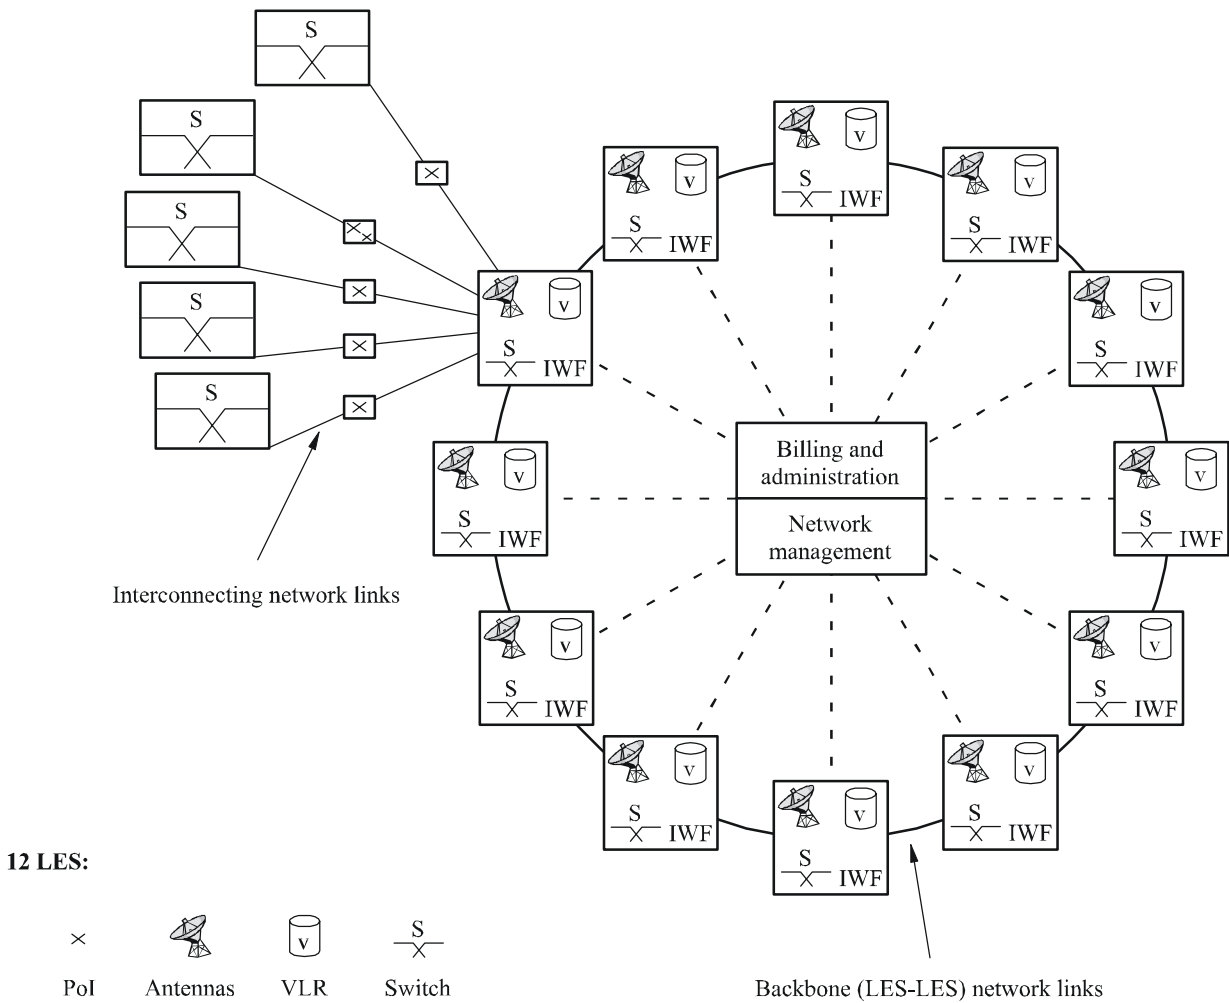 S
S
S
S
S
V
S
IWF
V
S
IWF
V
S
IWF
V
S
IWF
V
S
IWF
V
S
IWF
V
S
IWF
V
S
IWF
V
S
IWF
V
S
IWF
V
S
IWF
V
S
IWF
Billing and
administration
Network
management
Interconnecting network links
12 LES:
V
S
PoI Antennas VLR Switch
Backbone (LES-LES) network links